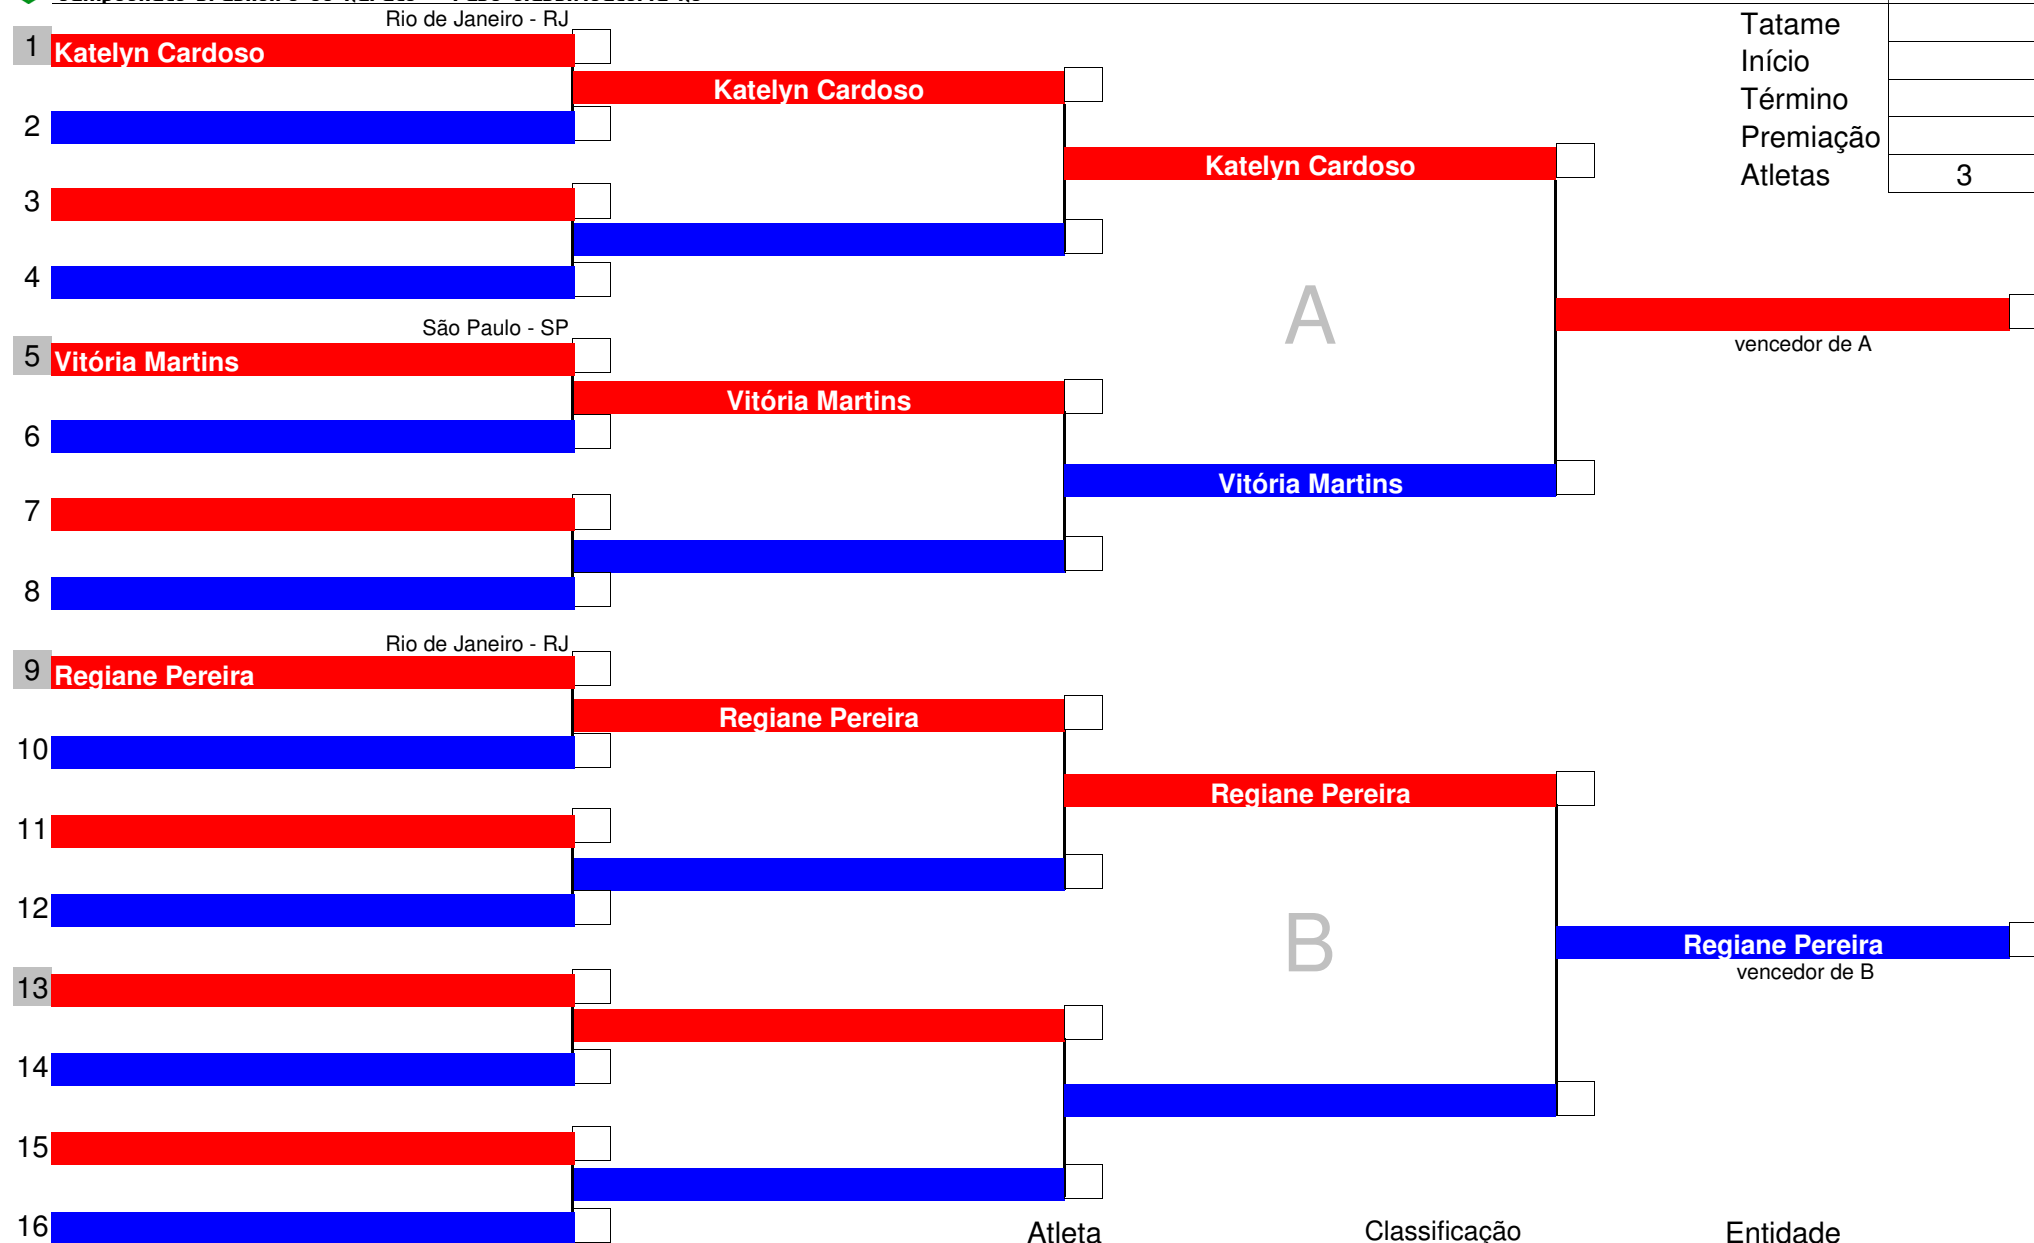 Rio de Janeiro - RJ
Tatame
1 Katelyn Cardoso
Início
Katelyn Cardoso
Término
2
Premiação
Katelyn Cardoso
Atletas 3
3
4
A
São Paulo - SP
vencedor de A
5 Vitória Martins
Vitória Martins
6
Vitória Martins
7
8
Rio de Janeiro - RJ
9 Regiane Pereira
Regiane Pereira
10
Regiane Pereira
11
12
B
Regiane Pereira
vencedor de B
13
14
15
16
Atleta Classificação Entidade